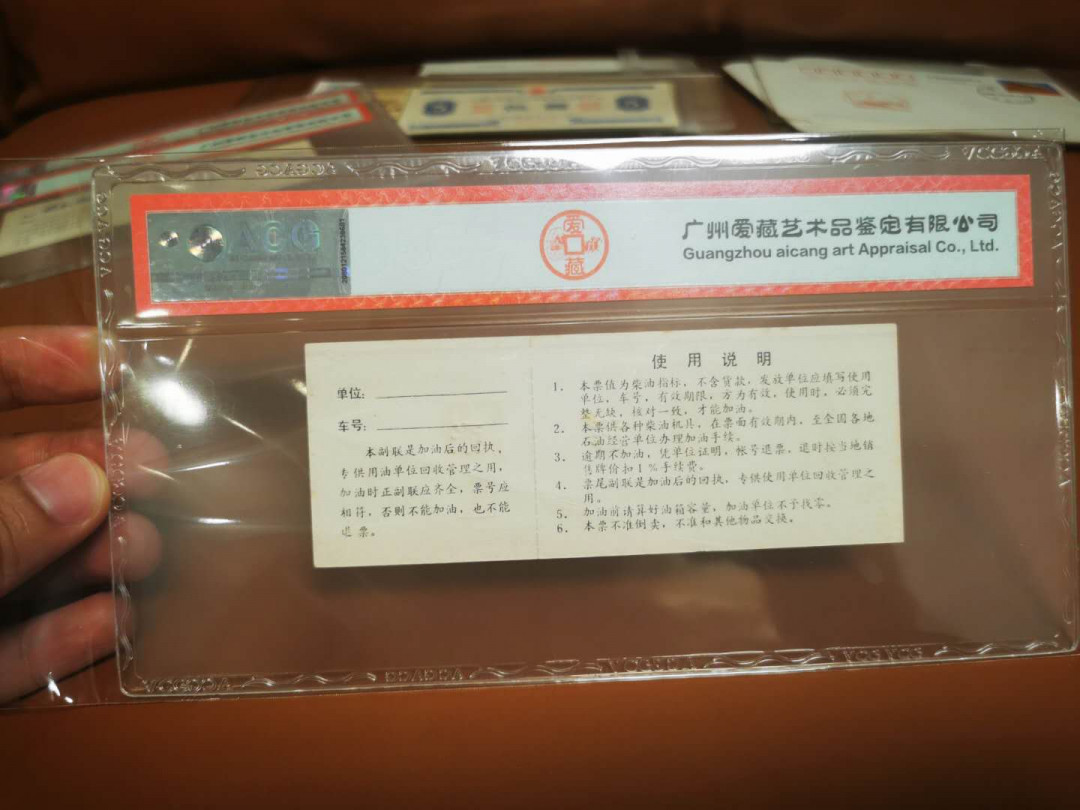 ACG
爱
藏
广州爱藏艺术品鉴定有限公司
Guangzhou aicang art Appraisal Co., Ltd.
单位:
车号:
本副联是加油后的回执,
专供用油单位回收管理之用,
加油时正副联应齐全,票号应
相符,否则不能加油,也不能
退票。
使用说明
1. 本票值为柴油指标,不含货款,发放单位应填写使用
单位,车号,有效期限,方为有效,使用时,必须完
整无缺,核对一致,才能加油。
2. 本票供各种柴油机具,在票面有效期内,至全国各地
石油经营单位办理加油手续。
3. 逾期不加油,凭单位证明,帐号退票,退时按当地销
售牌价扣1%手续费。
4. 票尾副联是加油后的回执,专供使用单位回收管理之
用。
5. 加油前请算好油箱容量,加油单位不予找零。
6. 本票不准倒卖,不准和其他物品交换。
5
5